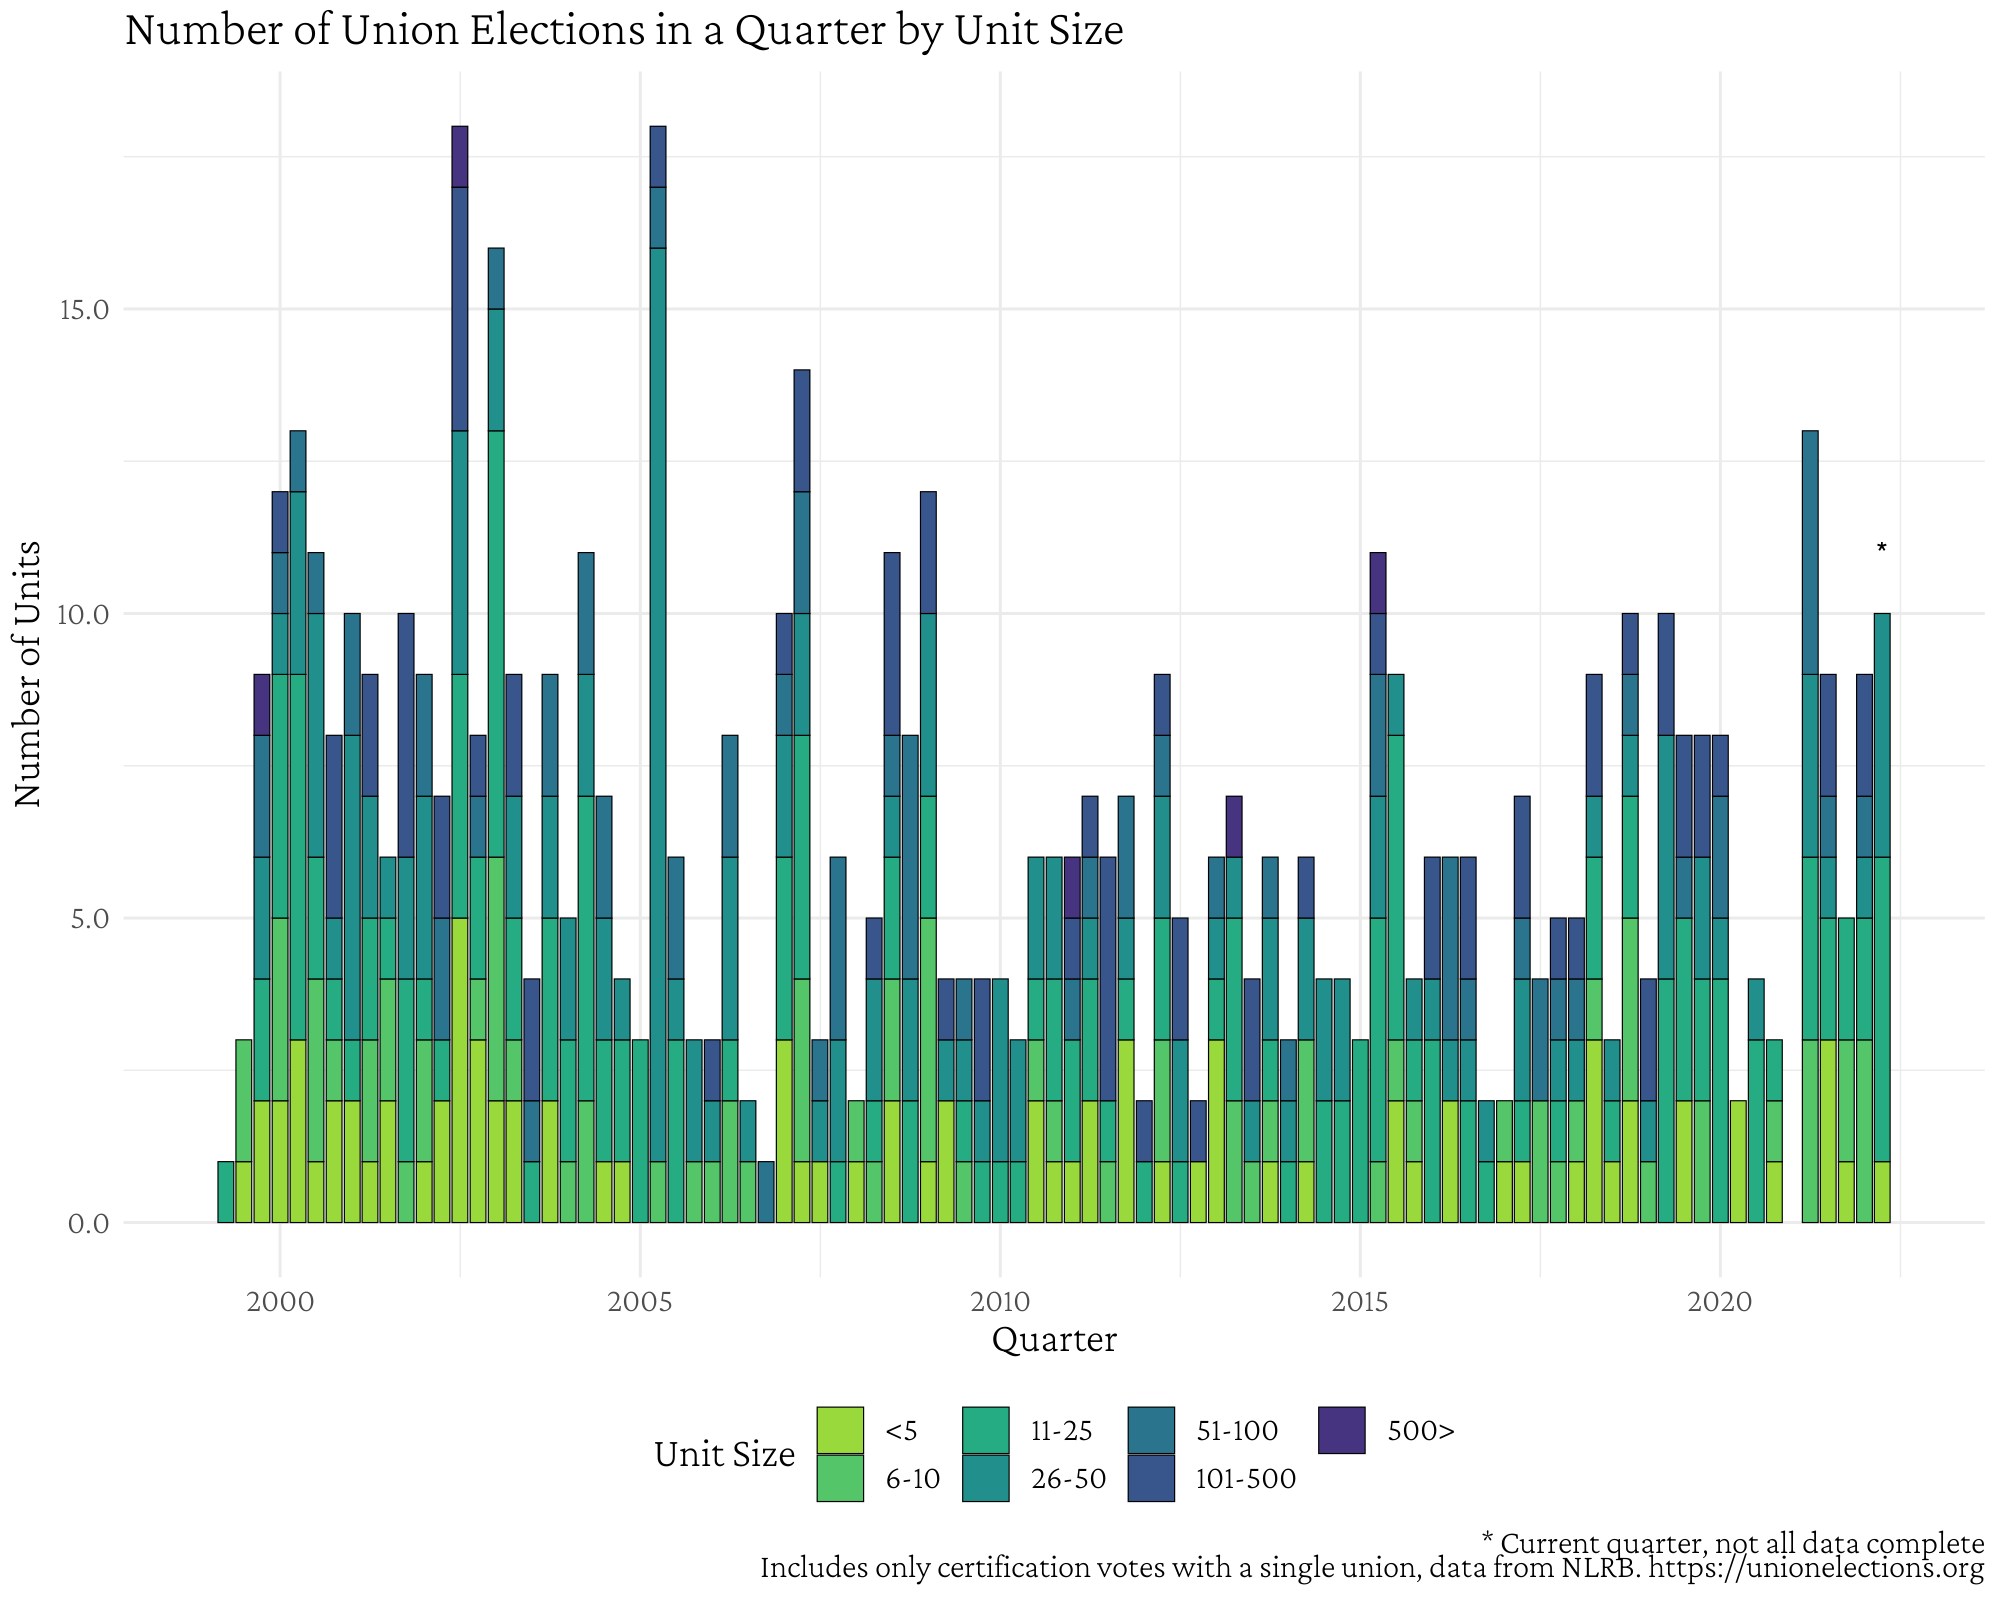 Number of Union Elections in a Quarter by Unit Size
Number of Units
15.0
10.0
5.0
0.0
*
2000 2005 2010 2015 2020
Quarter
Unit Size
<5 11-25 51-100 500>
6-10 26-50 101-500
* Current quarter, not all data complete
Includes only certification votes with a single union, data from NLRB. https://unionelections.org